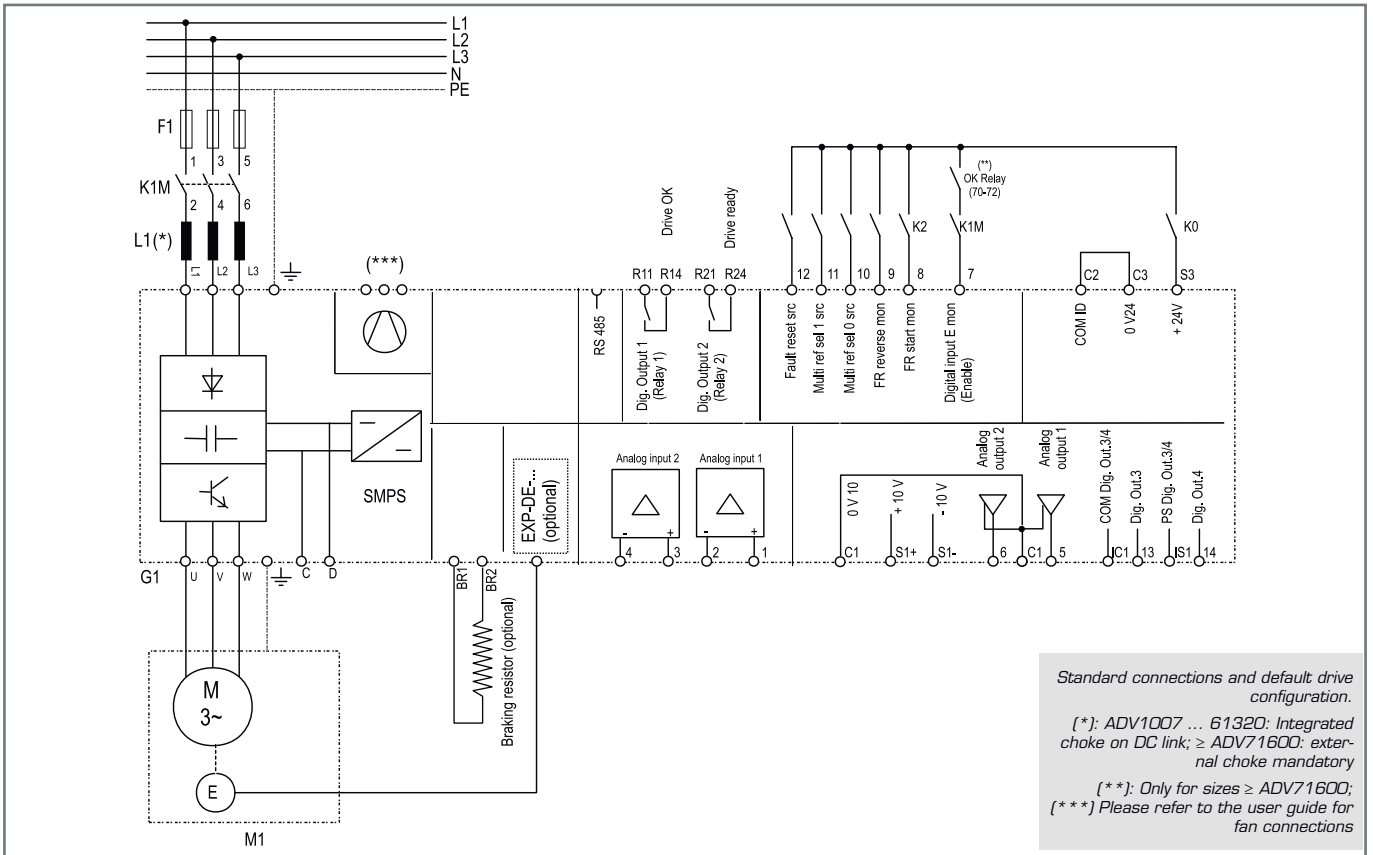 L1
L2
L3
N
PE
F1
1 3 5
K1M
2 4 6
L1(*)
L1 L2 L3
(***)
Drive OK
Drive ready
R11 R14 R21 R24
(**)
OK Relay
(70-72)
K2
K1M
K0
12 11 10 9 8 7
C2 C3 S3
RS 485
Dig. Output 1
(Relay 1)
Dig. Output 2
(Relay 2)
Fault reset src
Multi ref sel 1 src
Multi ref sel 0 src
FR reverse mon
FR start mon
Digital input E mon
(Enable)
COM ID
0 V24
+ 24V
SMPS
EXP-DE-...
(optional)
Analog input 2
- +
4 3
Analog input 1
- +
2 1
0 V 10
+ 10 V
- 10 V
Analog
output 2
Analog
output 1
COM Dig. Out.3/4
Dig. Out.3
PS Dig. Out.3/4
Dig. Out.4
C1 S1+ S1- 6 C1 5 IC1 13 IS1 14
G1 U V W C D
BR1
BR2
Braking resistor (optional)
M
3~
E
M1
Standard connections and default drive
configuration.
(*): ADV1007 ... 61320: Integrated
choke on DC link; ≥ ADV71600: exter-
nal choke mandatory
(**): Only for sizes ≥ ADV71600;
(***) Please refer to the user guide for
fan connections